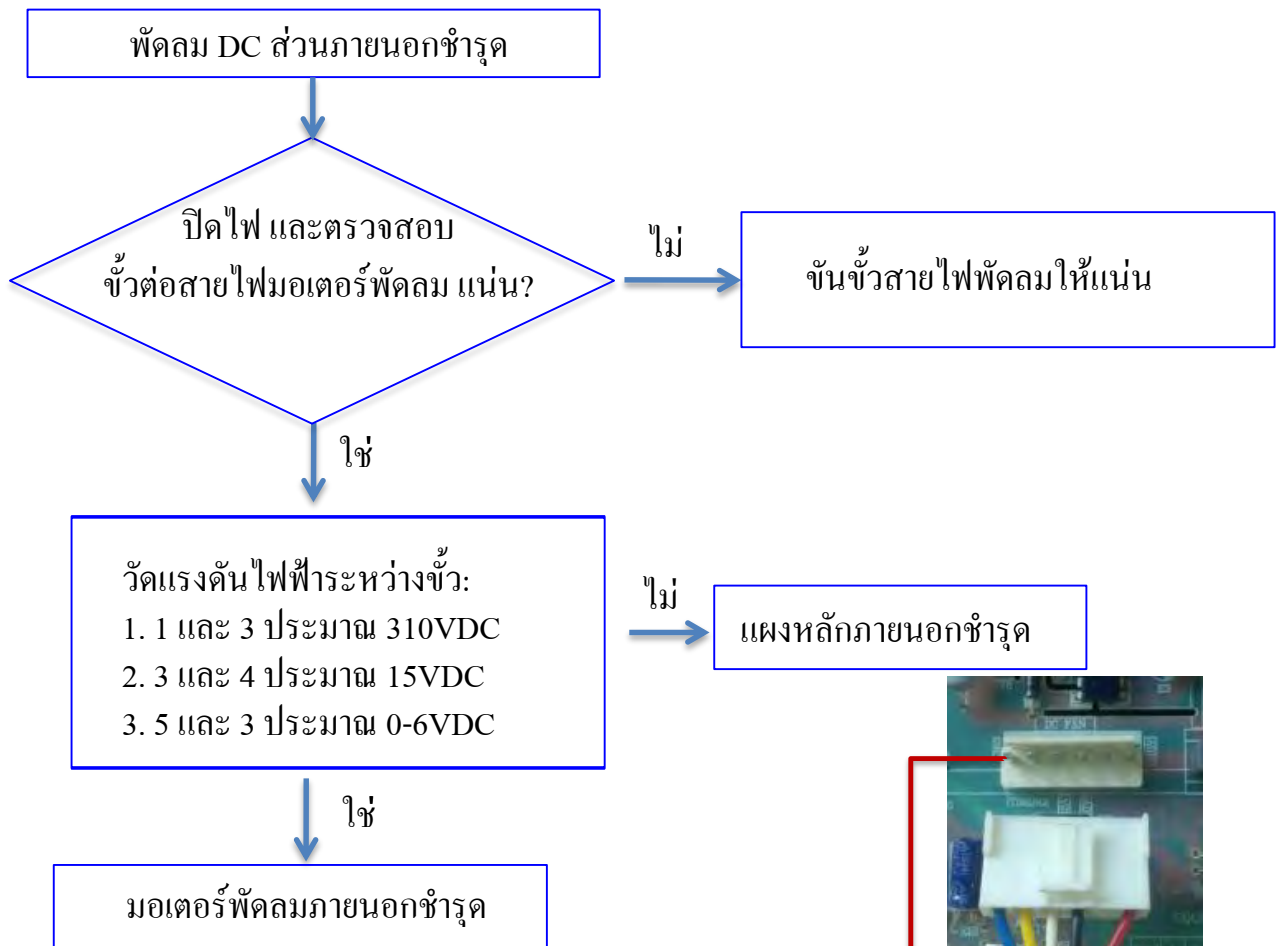 พัดลม DC ส่วนภายนอกชำรุด
ปิดไฟ และตรวจสอบ
ขั้วต่อสายไฟมอเตอร์พัดลม แน่น?
ไม่
ขันขั้วสายไฟพัดลมให้แน่น
ใช่
วัดแรงดันไฟฟ้าระหว่างขั้ว:
1. 1 และ 3 ประมาณ 310VDC
2. 3 และ 4 ประมาณ 15VDC
3. 5 และ 3 ประมาณ 0-6VDC
ไม่
แผงหลักภายนอกชำรุด
ใช่
มอเตอร์พัดลมภายนอกชำรุด